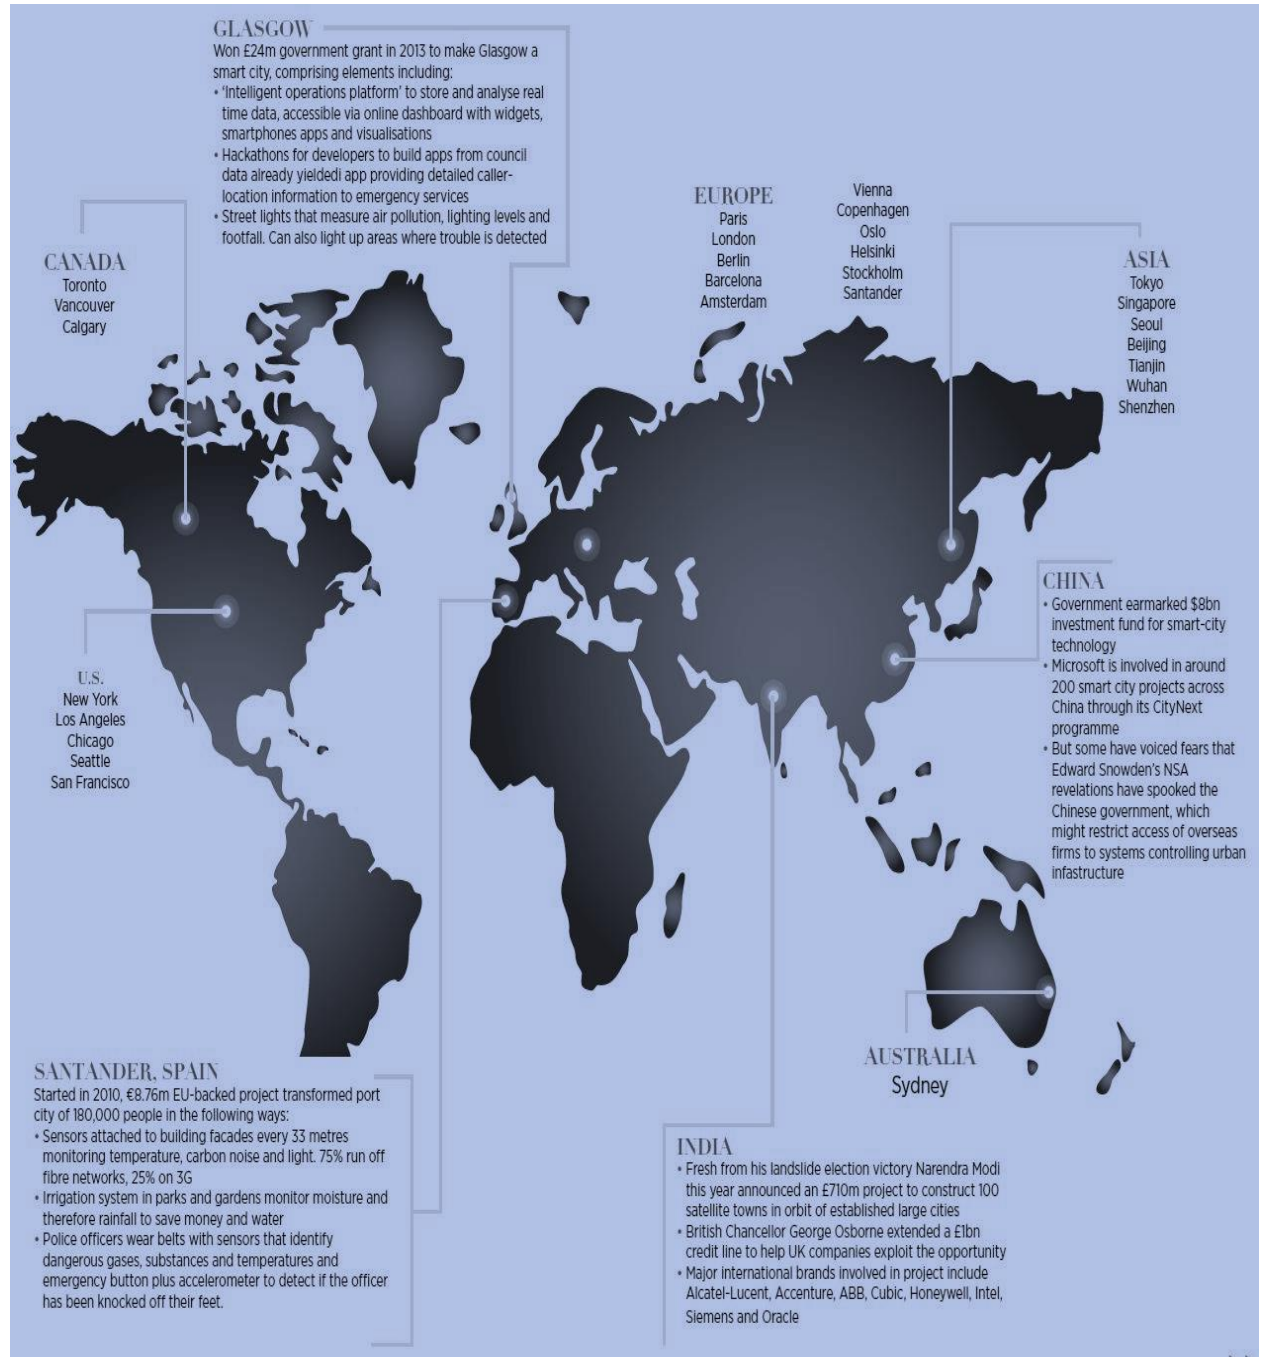 GLASGOW
Won £24m government grant in 2013 to make Glasgow a
smart city, comprising elements including:
• 'Intelligent operations platform' to store and analyse real
time data, accessible via online dashboard with widgets,
smartphones apps and visualisations
• Hackathons for developers to build apps from council
data already yieldedi app providing detailed caller-
location information to emergency services
• Street lights that measure air pollution, lighting levels and
footfall. Can also light up areas where trouble is detected
CANADA
Toronto
Vancouver
Calgary
EUROPE
Paris
London
Berlin
Barcelona
Amsterdam
Vienna
Copenhagen
Oslo
Helsinki
Stockholm
Santander
ASIA
Tokyo
Singapore
Seoul
Beijing
Tianjin
Wuhan
Shenzhen
U.S.
New York
Los Angeles
Chicago
Seattle
San Francisco
CHINA
• Government earmarked $8bn
investment fund for smart-city
technology
• Microsoft is involved in around
200 smart city projects across
China through its CityNext
programme
• But some have voiced fears that
Edward Snowden's NSA
revelations have spooked the
Chinese government, which
might restrict access of overseas
firms to systems controlling urban
infastructure
AUSTRALIA
Sydney
SANTANDER, SPAIN
Started in 2010, €8.76m EU-backed project transformed port
city of 180,000 people in the following ways:
• Sensors attached to building facades every 33 metres
monitoring temperature, carbon noise and light. 75% run off
fibre networks, 25% on 3G
• Irrigation system in parks and gardens monitor moisture and
therefore rainfall to save money and water
• Police officers wear belts with sensors that identify
dangerous gases, substances and temperatures and
emergency button plus accelerometer to detect if the officer
has been knocked off their feet.
INDIA
• Fresh from his landslide election victory Narendra Modi
this year announced an £710m project to construct 100
satellite towns in orbit of established large cities
• British Chancellor George Osborne extended a £1bn
credit line to help UK companies exploit the opportunity
• Major international brands involved in project include
Alcatel-Lucent, Accenture, ABB, Cubic, Honeywell, Intel,
Siemens and Oracle